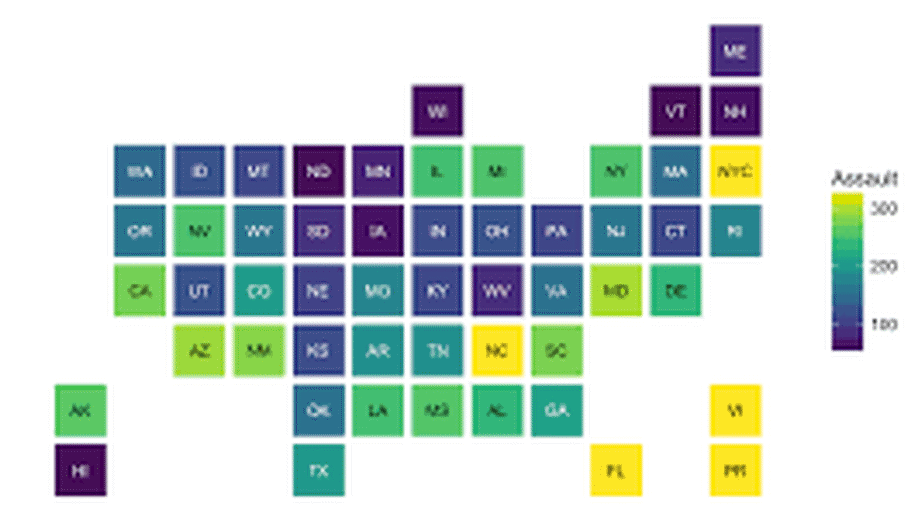 ME
WI VT NH
WA ID MT ND MN IL MI NY MA NYC
Assault
OR NV WY SD IA IN OH PA NJ CT RI
300
CA UT CO NE MO KY WV VA MD DE
200
AZ NM KS AR TN NC SC
100
AK OK LA MS AL GA VI
HI TX FL PR